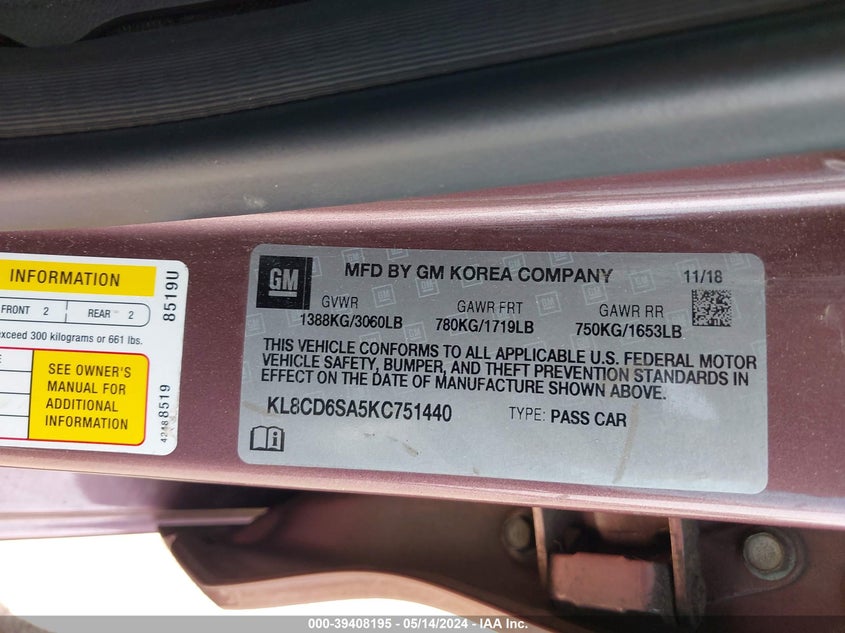 INFORMATION
FRONT 2 REAR 2
exceed 300 kilograms or 661 lbs.
SEE OWNER'S
MANUAL FOR
ADDITIONAL
INFORMATION
8519U
42488519
GM
MFD BY GM KOREA COMPANY 11/18
GVWR GAWR FRT GAWR RR
1388KG/3060LB 780KG/1719LB 750KG/1653LB
THIS VEHICLE CONFORMS TO ALL APPLICABLE U.S. FEDERAL MOTOR
VEHICLE SAFETY, BUMPER, AND THEFT PREVENTION STANDARDS IN
EFFECT ON THE DATE OF MANUFACTURE SHOWN ABOVE.
KL8CD6SA5KC751440 TYPE: PASS CAR
000-39408195 - 05/14/2024 - IAA Inc.